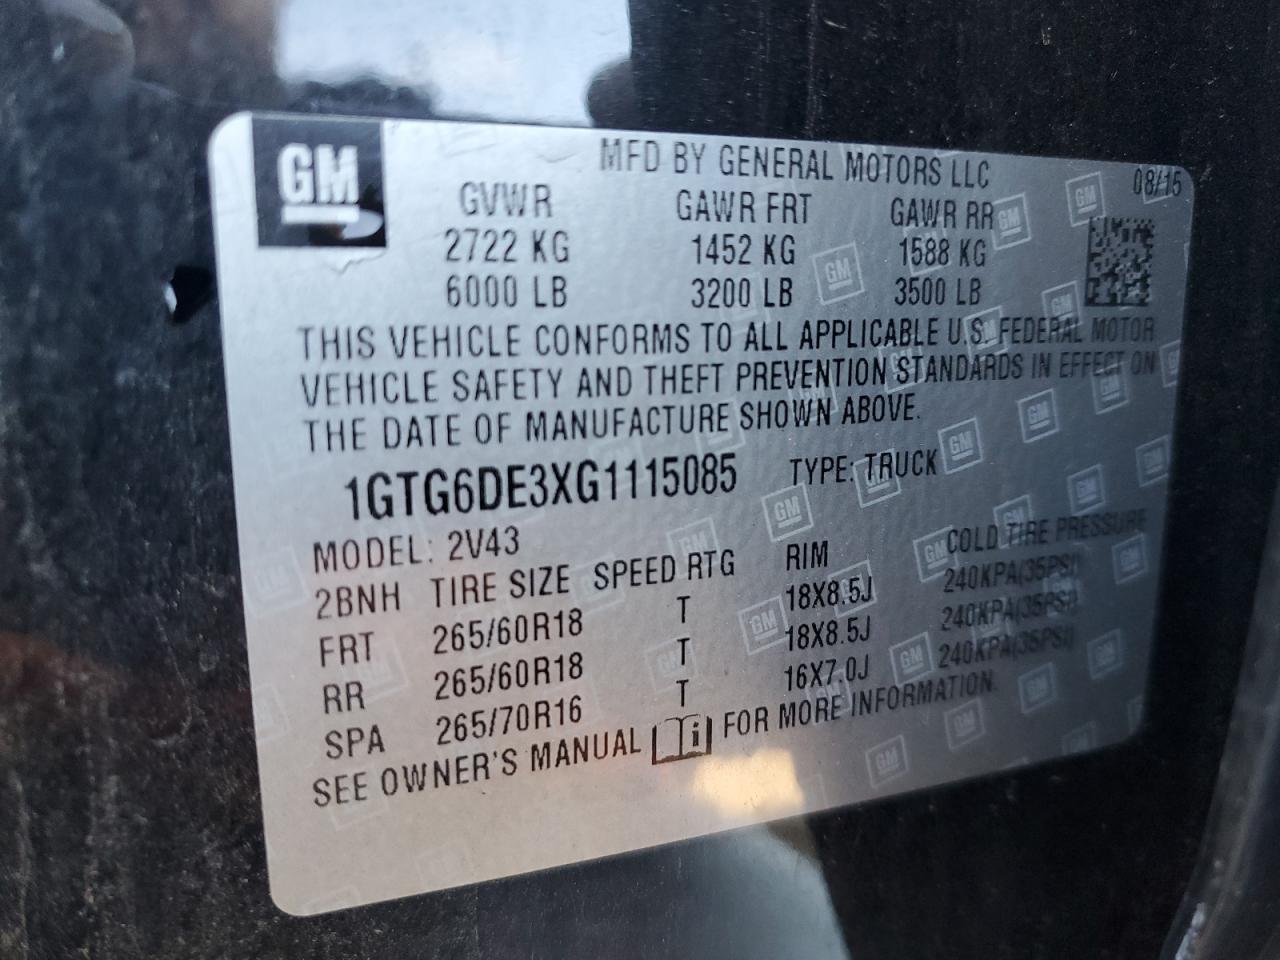 GM
MFD BY GENERAL MOTORS LLC
08/15
GVWR GAWR FRT GAWR RR
2722 KG 1452 KG 1588 KG
6000 LB 3200 LB 3500 LB
THIS VEHICLE CONFORMS TO ALL APPLICABLE U.S. FEDERAL MOTOR
VEHICLE SAFETY AND THEFT PREVENTION STANDARDS IN EFFECT ON
THE DATE OF MANUFACTURE SHOWN ABOVE.
1GTG6DE3XG1115085 TYPE: TRUCK
MODEL: 2V43
2BNH TIRE SIZE SPEED RTG RIM COLD TIRE PRESSURE
FRT 265/60R18 T 18X8.5J 240KPA(35PSI)
RR 265/60R18 T 18X8.5J 240KPA(35PSI)
SPA 265/70R16 T 16X7.0J 240KPA(35PSI)
SEE OWNER'S MANUAL i FOR MORE INFORMATION.